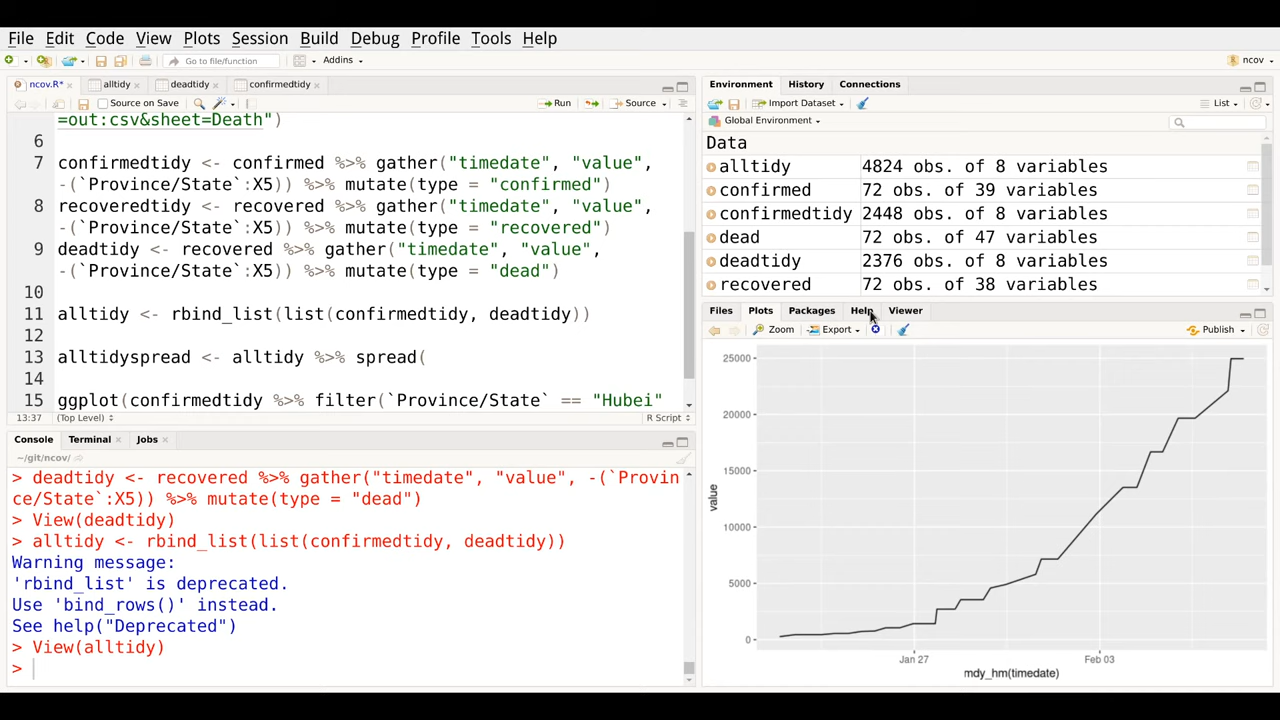 File Edit Code View Plots Session Build Debug Profile Tools Help
Go to file/function Addins ncov
ncov.R* alltidy deadtidy confirmedtidy
Source on Save Run Source
=out:csv&sheet=Death")
6
7 confirmedtidy <- confirmed %>% gather("timedate", "value",
-(`Province/State`:X5)) %>% mutate(type = "confirmed")
8 recoveredtidy <- recovered %>% gather("timedate", "value",
-(`Province/State`:X5)) %>% mutate(type = "recovered")
9 deadtidy <- recovered %>% gather("timedate", "value",
-(`Province/State`:X5)) %>% mutate(type = "dead")
10
11 alltidy <- rbind_list(list(confirmedtidy, deadtidy))
12
13 alltidyspread <- alltidy %>% spread(
14
15 ggplot(confirmedtidy %>% filter(`Province/State` == "Hubei"
13:37 (Top Level) R Script
Console Terminal Jobs
~/git/ncov/
> deadtidy <- recovered %>% gather("timedate", "value", -(`Provin
ce/State`:X5)) %>% mutate(type = "dead")
> View(deadtidy)
> alltidy <- rbind_list(list(confirmedtidy, deadtidy))
Warning message:
'rbind_list' is deprecated.
Use 'bind_rows()' instead.
See help("Deprecated")
> View(alltidy)
>
Environment History Connections
Import Dataset List
Global Environment
Data
alltidy 4824 obs. of 8 variables
confirmed 72 obs. of 39 variables
confirmedtidy 2448 obs. of 8 variables
dead 72 obs. of 47 variables
deadtidy 2376 obs. of 8 variables
recovered 72 obs. of 38 variables
Files Plots Packages Help Viewer
Zoom Export Publish
25000
20000
15000
10000
5000
0
value
Jan 27 Feb 03
mdy_hm(timedate)